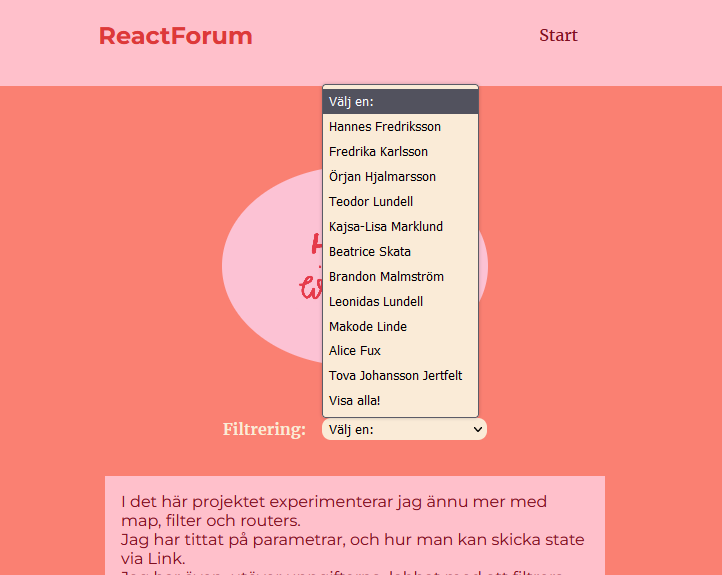 ReactForum
Start
Välj en:
Hannes Fredriksson
Fredrika Karlsson
Örjan Hjalmarsson
Teodor Lundell
Kajsa-Lisa Marklund
Beatrice Skata
Brandon Malmström
Leonidas Lundell
Makode Linde
Alice Fux
Tova Johansson Jertfelt
Visa alla!
Filtrering:
Välj en:
I det här projektet experimenterar jag ännu mer med
map, filter och routers.
Jag har tittat på parametrar, och hur man kan skicka state
via Link.